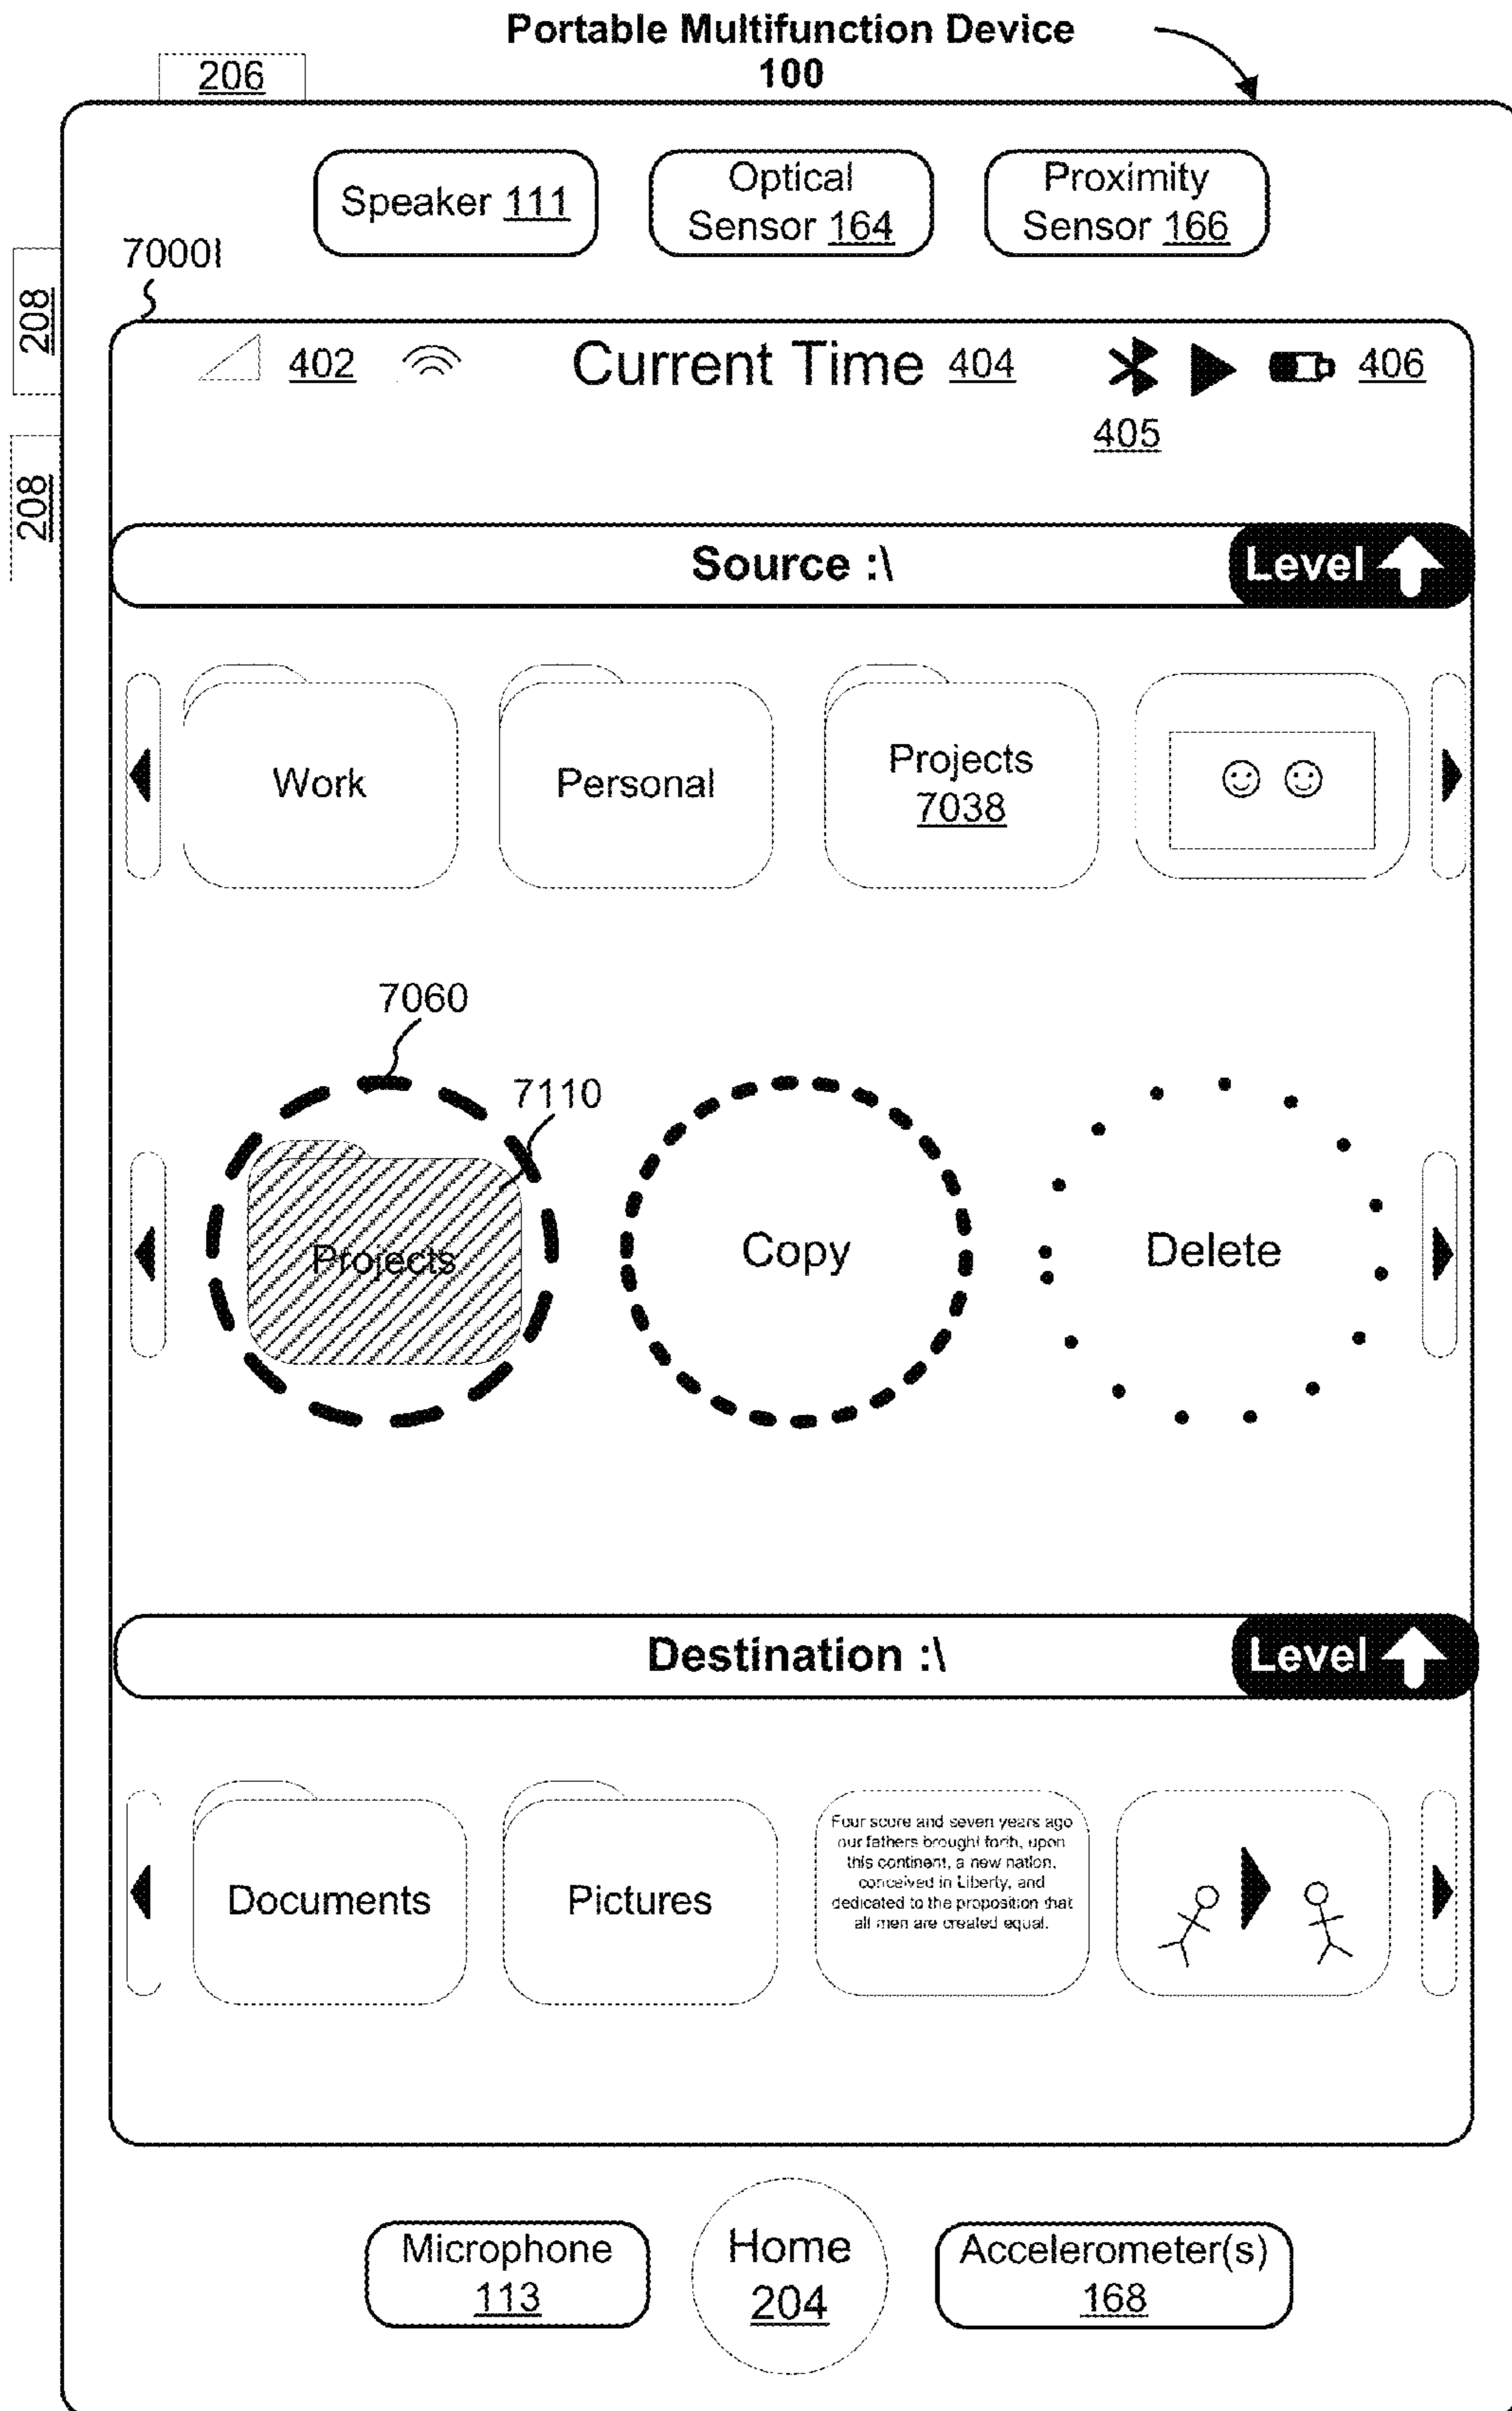 Portable Multifunction Device
100
206
Speaker 111
Optical
Sensor 164
Proximity
Sensor 166
7000l
208
208
402
Current Time 404
406
405
Source :\
Level
Work
Personal
Projects
7038
7060
7110
Projects
Copy
Delete
Destination :\
Level
Documents
Pictures
Four score and seven years ago
our fathers brought forth, upon
this continent, a new nation,
conceived in Liberty, and
dedicated to the proposition that
all men are created equal.
Microphone
113
Home
204
Accelerometer(s)
168